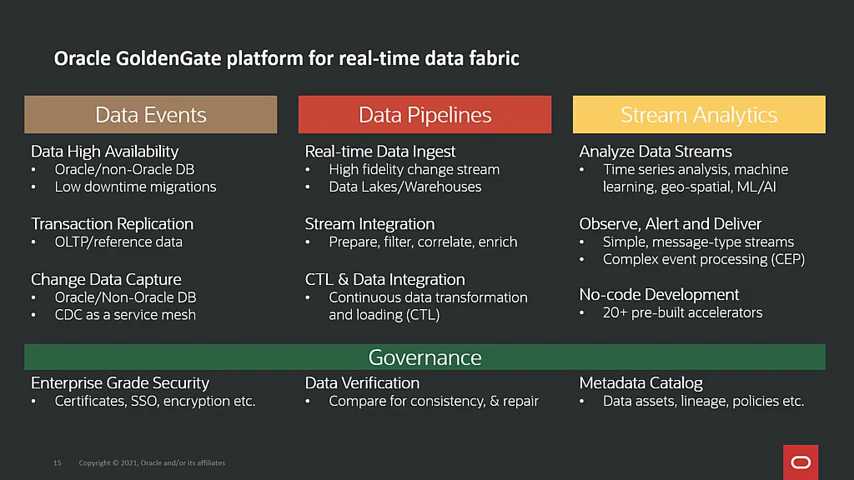 Oracle GoldenGate platform for real-time data fabric
Data Events
Data High Availability
• Oracle/non-Oracle DB
• Low downtime migrations
Transaction Replication
• OLTP/reference data
Change Data Capture
• Oracle/Non-Oracle DB
• CDC as a service mesh
Data Pipelines
Real-time Data Ingest
• High fidelity change stream
• Data Lakes/Warehouses
Stream Integration
• Prepare, filter, correlate, enrich
CTL & Data Integration
• Continuous data transformation
and loading (CTL)
Stream Analytics
Analyze Data Streams
• Time series analysis, machine
learning, geo-spatial, ML/AI
Observe, Alert and Deliver
• Simple, message-type streams
• Complex event processing (CEP)
No-code Development
• 20+ pre-built accelerators
Governance
Enterprise Grade Security
• Certificates, SSO, encryption etc.
Data Verification
• Compare for consistency, & repair
Metadata Catalog
• Data assets, lineage, policies etc.
15 Copyright © 2021, Oracle and/or its affiliates